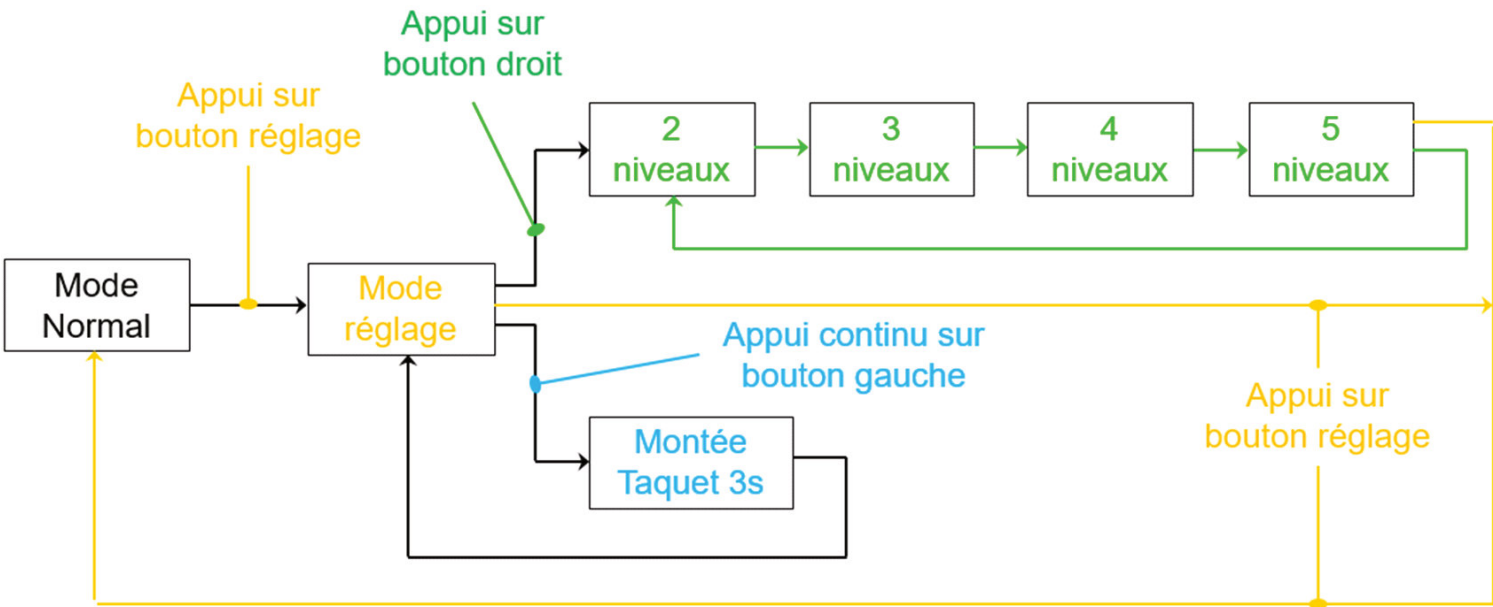 Appui sur
bouton droit
Appui sur
bouton réglage
2
niveaux
3
niveaux
4
niveaux
5
niveaux
Mode
Normal
Mode
réglage
Appui continu sur
bouton gauche
Appui sur
bouton réglage
Montée
Taquet 3s